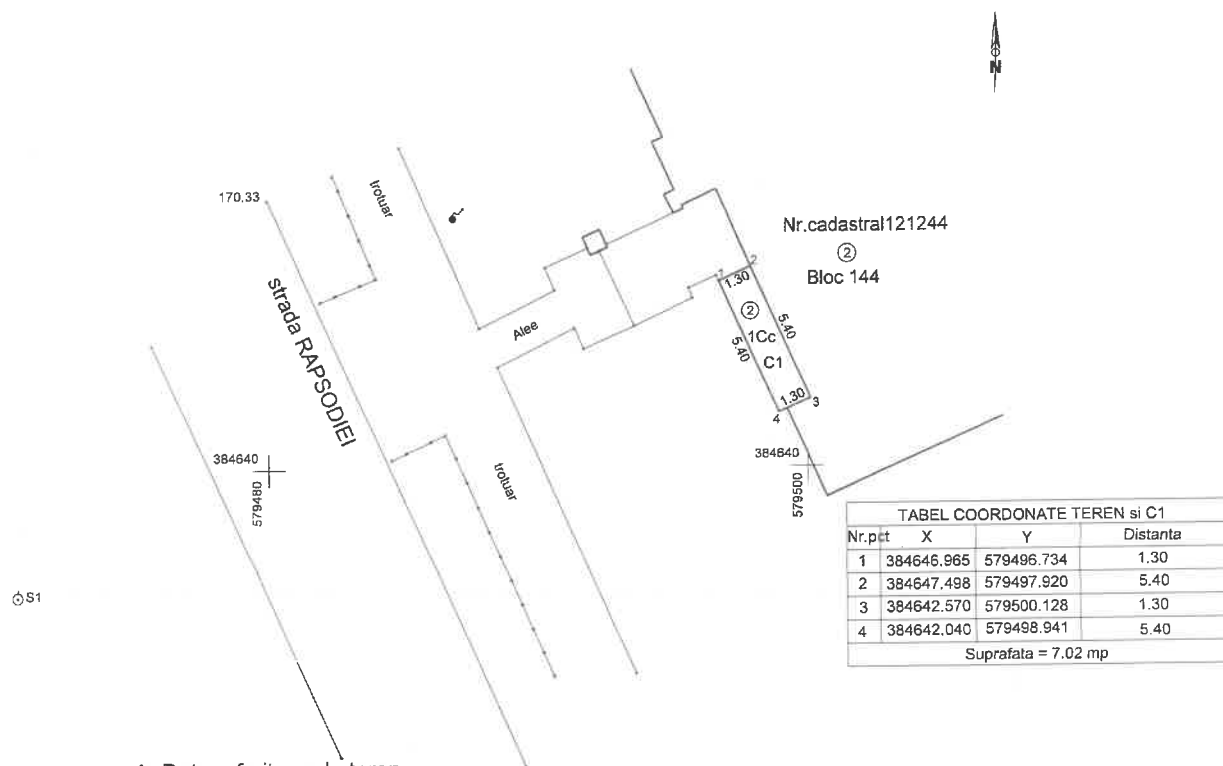 N
170.33
trotuar
Nr.cadastral121244
2
Bloc 144
strada RAPSODIEI
Alee
1
2
1.30
2
5.40
5.40
1Cc
C1
1.30
3
4
384640
579480
trotuar
384640
579500
S1
TABEL COORDONATE TEREN si C1
Nr.pct X Y Distanta
1 384646.965 579496.734 1.30
2 384647.498 579497.920 5.40
3 384642.570 579500.128 1.30
4 384642.040 579498.941 5.40
Suprafata = 7.02 mp